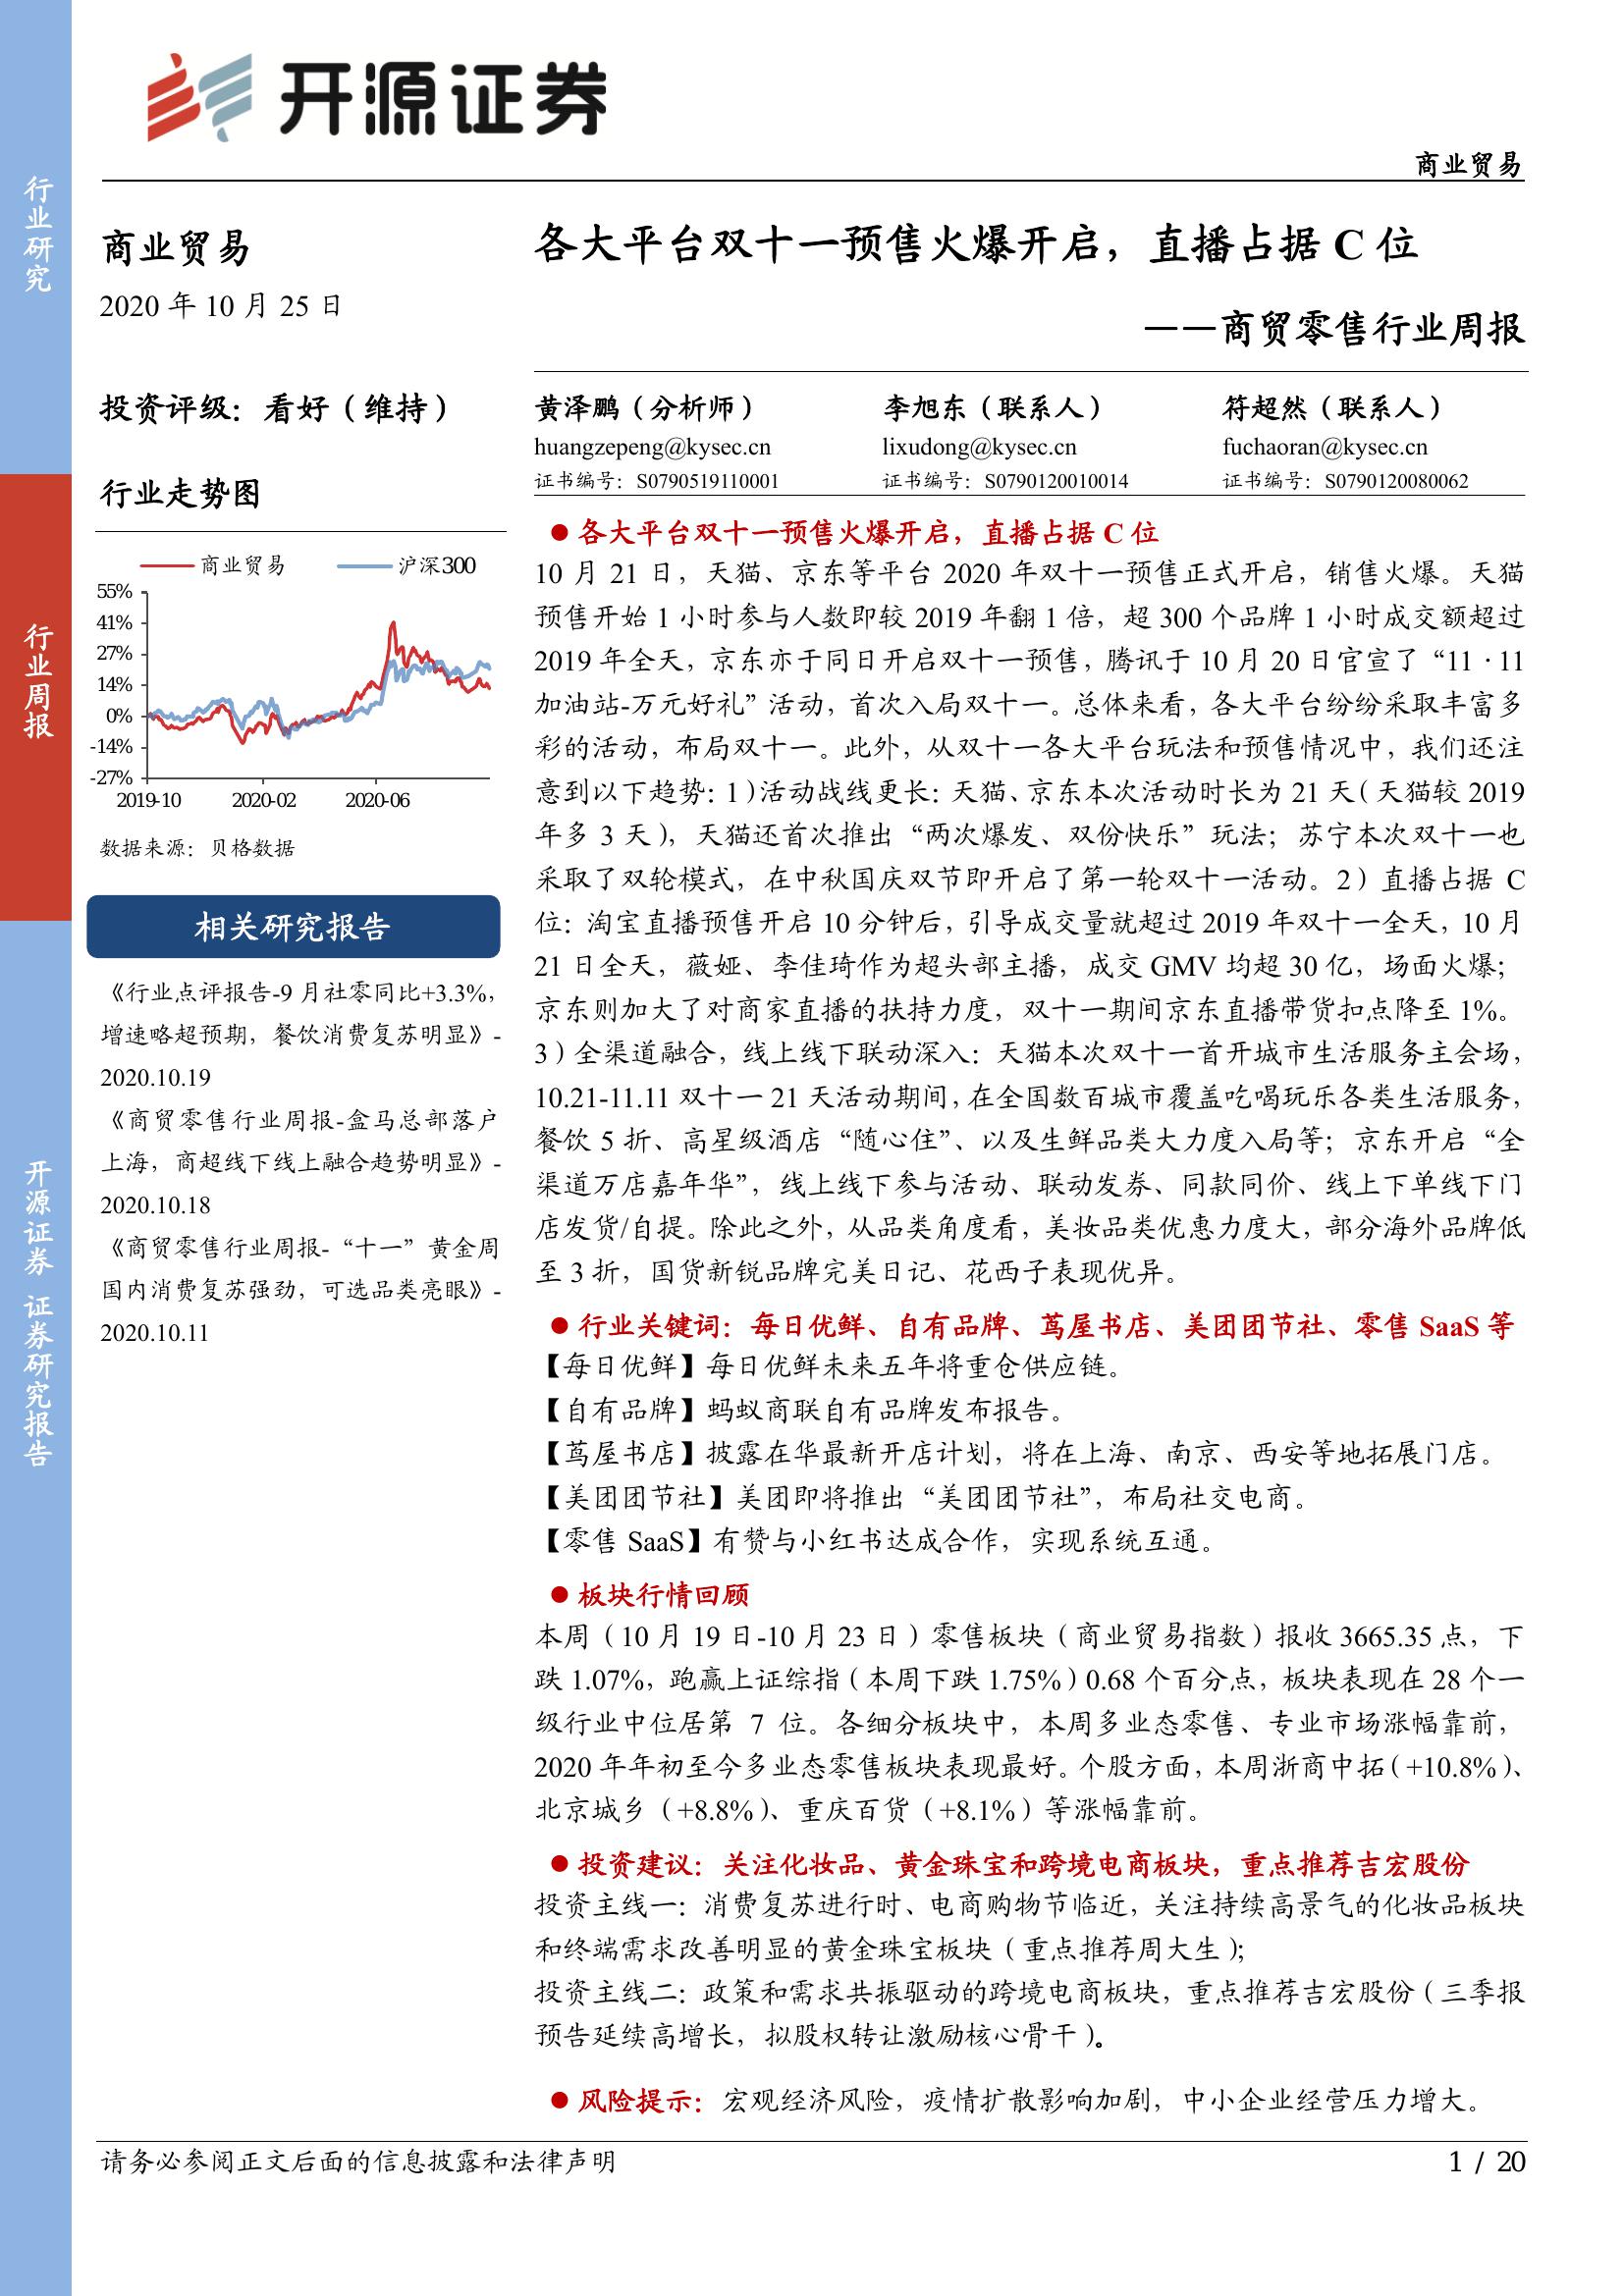 开源证券
商业贸易
行业研究
行业周报
开源证券 证券研究报告
商业贸易
2020 年 10 月 25 日
投资评级：看好（维持）
行业走势图
商业贸易 沪深300
55%
41%
27%
14%
0%
-14%
-27%
2019-10 2020-02 2020-06
数据来源：贝格数据
相关研究报告
《行业点评报告-9 月社零同比+3.3%，
增速略超预期，餐饮消费复苏明显》-
2020.10.19
《商贸零售行业周报-盒马总部落户
上海，商超线下线上融合趋势明显》-
2020.10.18
《商贸零售行业周报-“十一”黄金周
国内消费复苏强劲，可选品类亮眼》-
2020.10.11
各大平台双十一预售火爆开启，直播占据 C 位
——商贸零售行业周报
黄泽鹏（分析师） 李旭东（联系人） 符超然（联系人）
huangzepeng@kysec.cn lixudong@kysec.cn fuchaoran@kysec.cn
证书编号：S0790519110001 证书编号：S0790120010014 证书编号：S0790120080062
● 各大平台双十一预售火爆开启，直播占据 C 位
10 月 21 日，天猫、京东等平台 2020 年双十一预售正式开启，销售火爆。天猫
预售开始 1 小时参与人数即较 2019 年翻 1 倍，超 300 个品牌 1 小时成交额超过
2019 年全天，京东亦于同日开启双十一预售，腾讯于 10 月 20 日官宣了“11·11
加油站-万元好礼”活动，首次入局双十一。总体来看，各大平台纷纷采取丰富多
彩的活动，布局双十一。此外，从双十一各大平台玩法和预售情况中，我们还注
意到以下趋势：1）活动战线更长：天猫、京东本次活动时长为 21 天（天猫较 2019
年多 3 天），天猫还首次推出“两次爆发、双份快乐”玩法；苏宁本次双十一也
采取了双轮模式，在中秋国庆双节即开启了第一轮双十一活动。2）直播占据 C
位：淘宝直播预售开启 10 分钟后，引导成交量就超过 2019 年双十一全天，10 月
21 日全天，薇娅、李佳琦作为超头部主播，成交 GMV 均超 30 亿，场面火爆；
京东则加大了对商家直播的扶持力度，双十一期间京东直播带货扣点降至 1%。
3）全渠道融合，线上线下联动深入：天猫本次双十一首开城市生活服务主会场，
10.21-11.11 双十一 21 天活动期间，在全国数百城市覆盖吃喝玩乐各类生活服务，
餐饮 5 折、高星级酒店“随心住”、以及生鲜品类大力度入局等；京东开启“全
渠道万店嘉年华”，线上线下参与活动、联动发券、同款同价、线上下单线下门
店发货/自提。除此之外，从品类角度看，美妆品类优惠力度大，部分海外品牌低
至 3 折，国货新锐品牌完美日记、花西子表现优异。
● 行业关键词：每日优鲜、自有品牌、茑屋书店、美团团节社、零售 SaaS 等
【每日优鲜】每日优鲜未来五年将重仓供应链。
【自有品牌】蚂蚁商联自有品牌发布报告。
【茑屋书店】披露在华最新开店计划，将在上海、南京、西安等地拓展门店。
【美团团节社】美团即将推出“美团团节社”，布局社交电商。
【零售 SaaS】有赞与小红书达成合作，实现系统互通。
● 板块行情回顾
本周（10 月 19 日-10 月 23 日）零售板块（商业贸易指数）报收 3665.35 点，下
跌 1.07%，跑赢上证综指（本周下跌 1.75%）0.68 个百分点，板块表现在 28 个一
级行业中位居第 7 位。各细分板块中，本周多业态零售、专业市场涨幅靠前，
2020 年年初至今多业态零售板块表现最好。个股方面，本周浙商中拓（+10.8%）、
北京城乡（+8.8%）、重庆百货（+8.1%）等涨幅靠前。
● 投资建议：关注化妆品、黄金珠宝和跨境电商板块，重点推荐吉宏股份
投资主线一：消费复苏进行时、电商购物节临近，关注持续高景气的化妆品板块
和终端需求改善明显的黄金珠宝板块（重点推荐周大生）；
投资主线二：政策和需求共振驱动的跨境电商板块，重点推荐吉宏股份（三季报
预告延续高增长，拟股权转让激励核心骨干）。
● 风险提示：宏观经济风险，疫情扩散影响加剧，中小企业经营压力增大。
请务必参阅正文后面的信息披露和法律声明 1 / 20